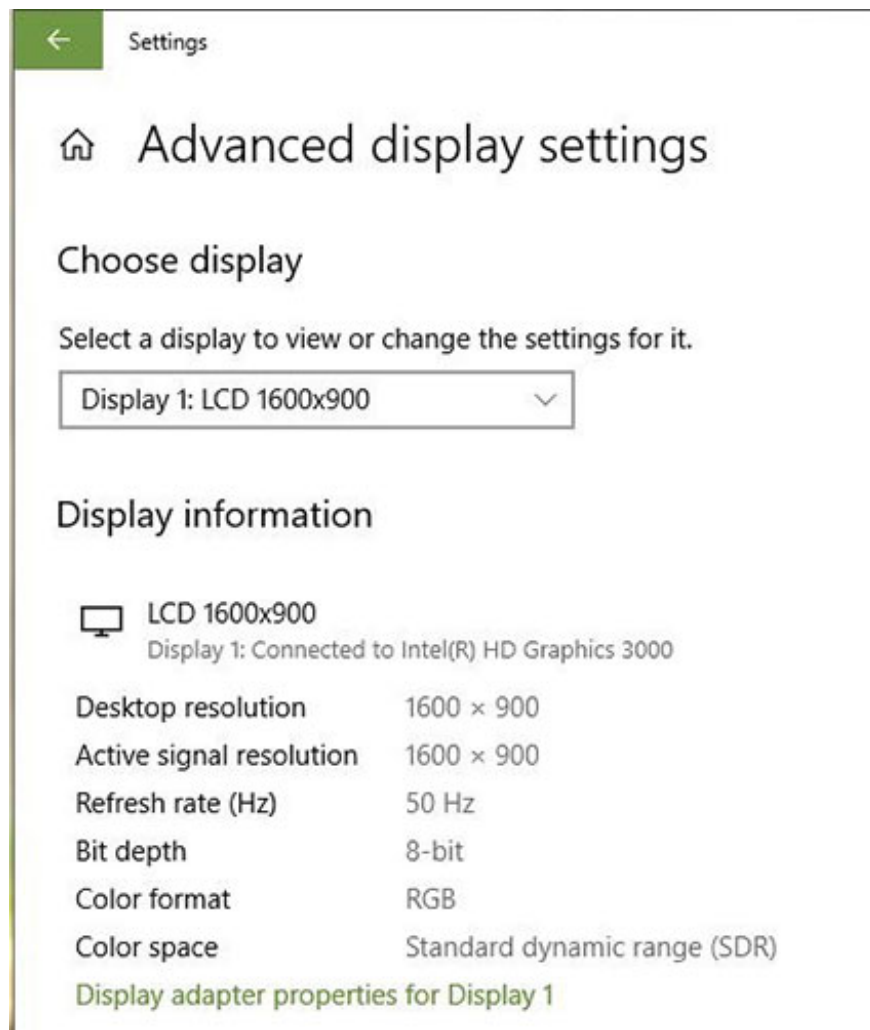 Settings
Advanced display settings
Choose display
Select a display to view or change the settings for it.
Display 1: LCD 1600x900
Display information
LCD 1600x900
Display 1: Connected to Intel(R) HD Graphics 3000
Desktop resolution 1600 × 900
Active signal resolution 1600 × 900
Refresh rate (Hz) 50 Hz
Bit depth 8-bit
Color format RGB
Color space Standard dynamic range (SDR)
Display adapter properties for Display 1